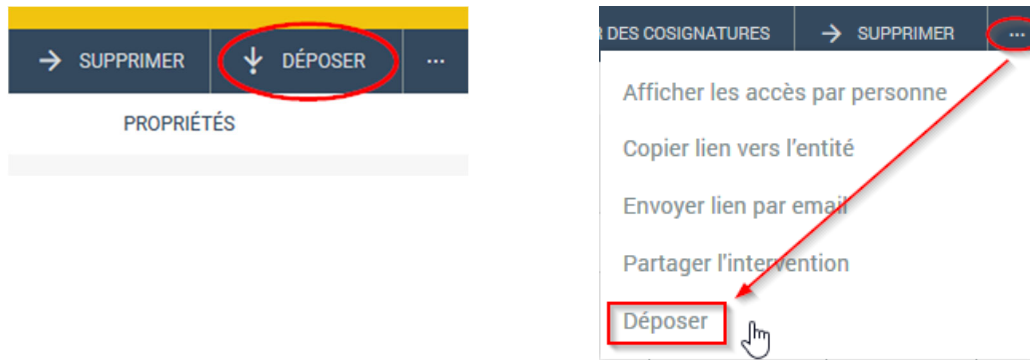 → SUPPRIMER DÉPOSER ...
PROPRIÉTÉS
DES COSIGNATURES → SUPPRIMER ...
Afficher les accès par personne
Copier lien vers l'entité
Envoyer lien par email
Partager l'intervention
Déposer